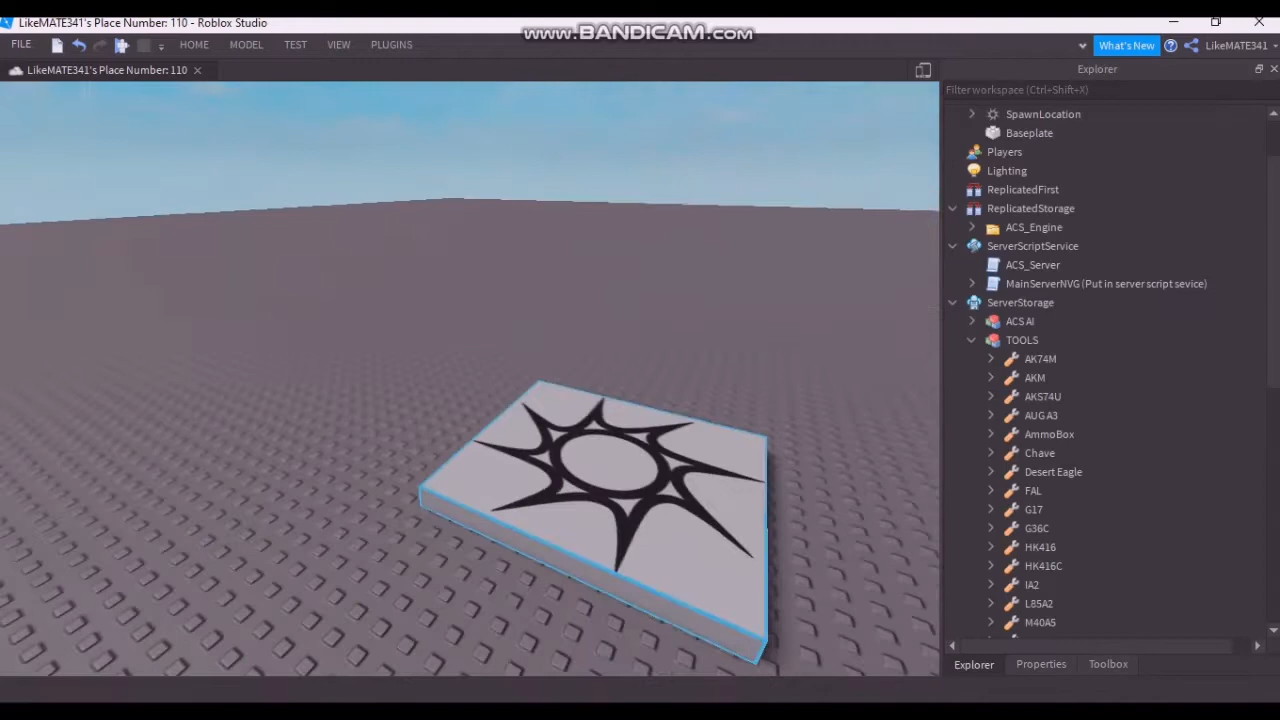 LikeMATE341's Place Number: 110 - Roblox Studio
www.BANDICAM.com
FILE HOME MODEL TEST VIEW PLUGINS What's New LikeMATE341
LikeMATE341's Place Number: 110
Explorer
Filter workspace (Ctrl+Shift+X)
SpawnLocation
Baseplate
Players
Lighting
ReplicatedFirst
ReplicatedStorage
ACS_Engine
ServerScriptService
ACS_Server
MainServerNVG (Put in server script sevice)
ServerStorage
ACS AI
TOOLS
AK74M
AKM
AKS74U
AUG A3
AmmoBox
Chave
Desert Eagle
FAL
G17
G36C
HK416
HK416C
IA2
L85A2
M40A5
Explorer Properties Toolbox